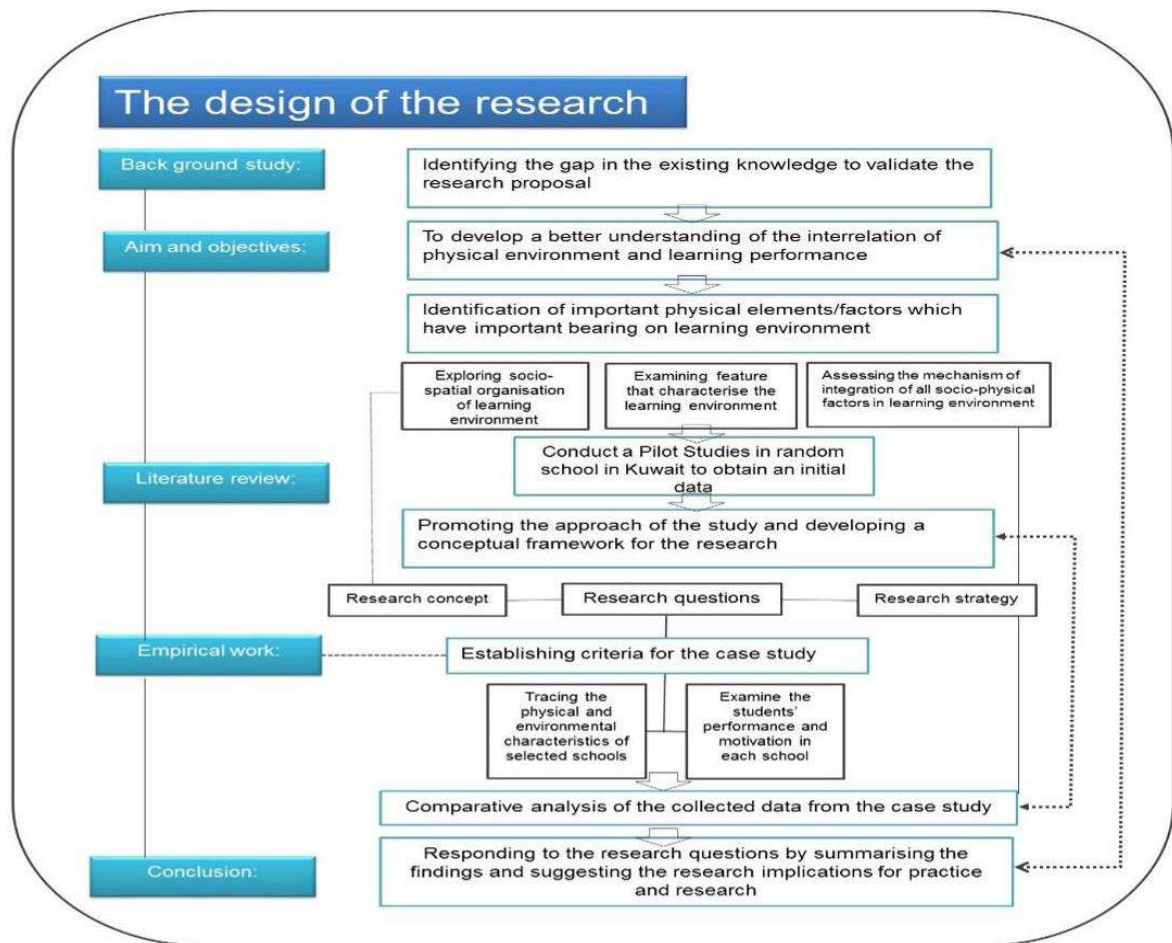 The design of the research
Back ground study:
Identifying the gap in the existing knowledge to validate the
research proposal
Aim and objectives:
To develop a better understanding of the interrelation of
physical environment and learning performance
Identification of important physical elements/factors which
have important bearing on learning environment
Exploring socio-
spatial organisation
of learning
environment
Examining feature
that characterise the
learning environment
Assessing the mechanism of
integration of all socio-physical
factors in learning environment
Literature review:
Conduct a Pilot Studies in random
school in Kuwait to obtain an initial
data
Promoting the approach of the study and developing a
conceptual framework for the research
Research concept
Research questions
Research strategy
Empirical work:
Establishing criteria for the case study
Tracing the
physical and
environmental
characteristics of
selected schools
Examine the
students'
performance and
motivation in
each school
Comparative analysis of the collected data from the case study
Conclusion:
Responding to the research questions by summarising the
findings and suggesting the research implications for practice
and research